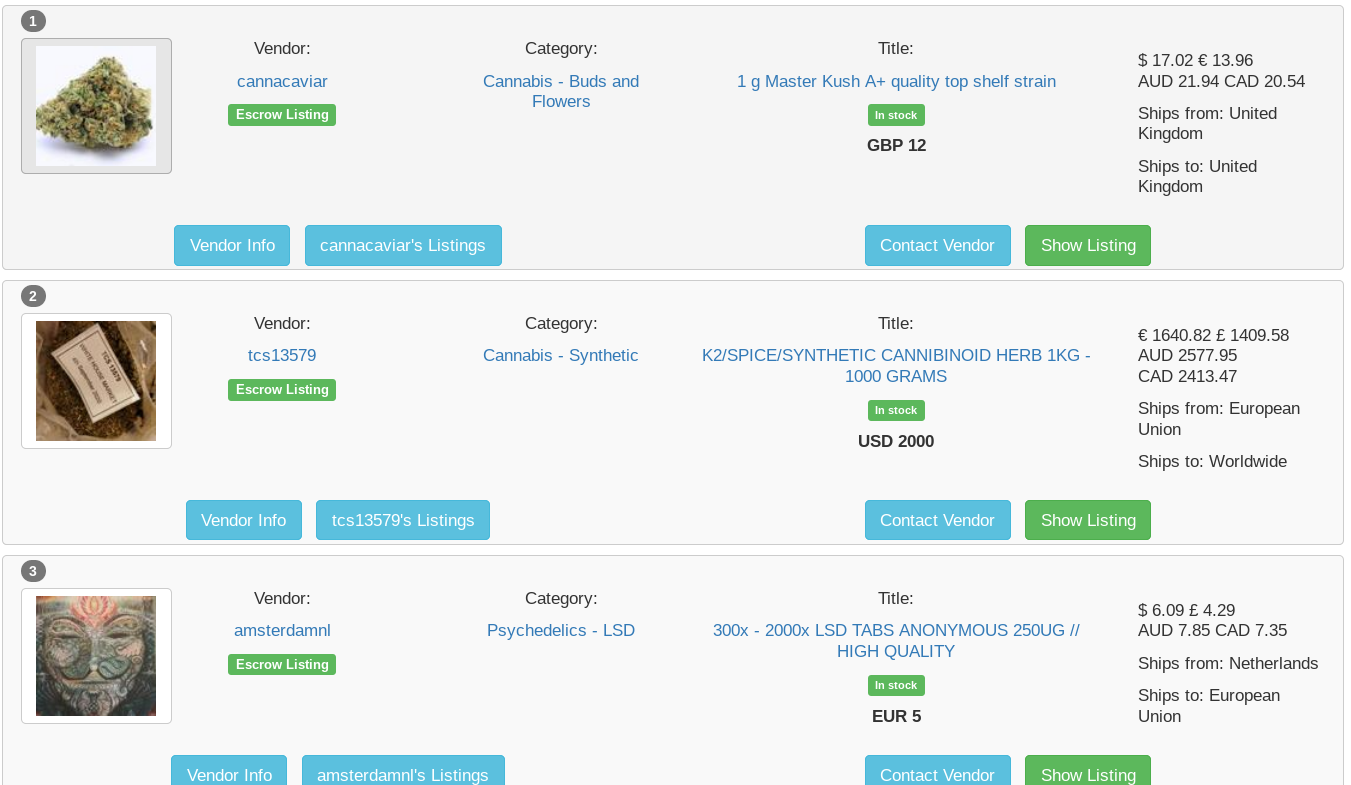 1
Vendor:
Category:
Title:
cannacaviar
Cannabis - Buds and
Flowers
1 g Master Kush A+ quality top shelf strain
Escrow Listing
In stock
GBP 12
$ 17.02 € 13.96
AUD 21.94 CAD 20.54
Ships from: United
Kingdom
Ships to: United
Kingdom
Vendor Info
cannacaviar's Listings
Contact Vendor
Show Listing
2
TCS 13579
WHITE HOUSE MARKET
Vendor:
Category:
Title:
tcs13579
Cannabis - Synthetic
K2/SPICE/SYNTHETIC CANNIBINOID HERB 1KG -
1000 GRAMS
Escrow Listing
In stock
USD 2000
€ 1640.82 £ 1409.58
AUD 2577.95
CAD 2413.47
Ships from: European
Union
Ships to: Worldwide
Vendor Info
tcs13579's Listings
Contact Vendor
Show Listing
3
Vendor:
Category:
Title:
amsterdamnl
Psychedelics - LSD
300x - 2000x LSD TABS ANONYMOUS 250UG //
HIGH QUALITY
Escrow Listing
In stock
EUR 5
$ 6.09 £ 4.29
AUD 7.85 CAD 7.35
Ships from: Netherlands
Ships to: European
Union
Vendor Info
amsterdamnl's Listings
Contact Vendor
Show Listing